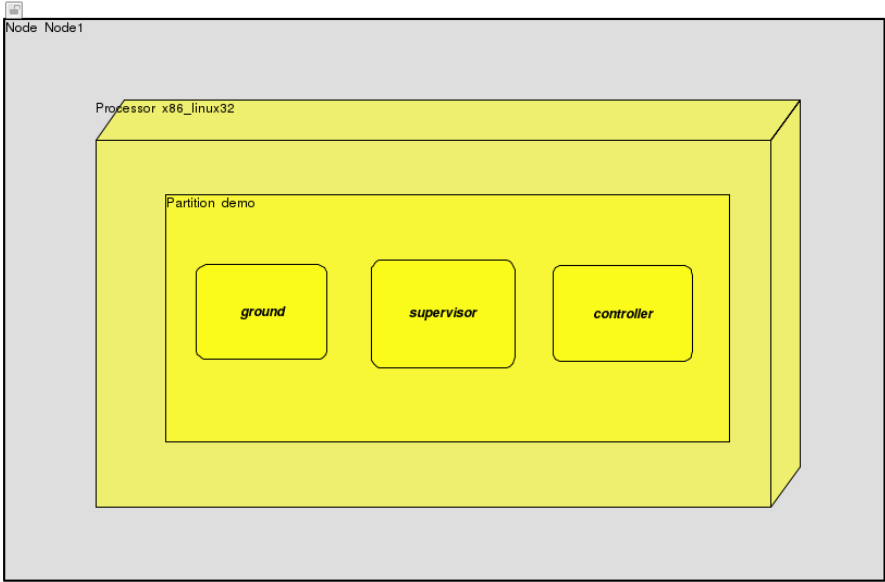 Node Node1
Processor x86_linux32
Partition demo
ground
supervisor
controller